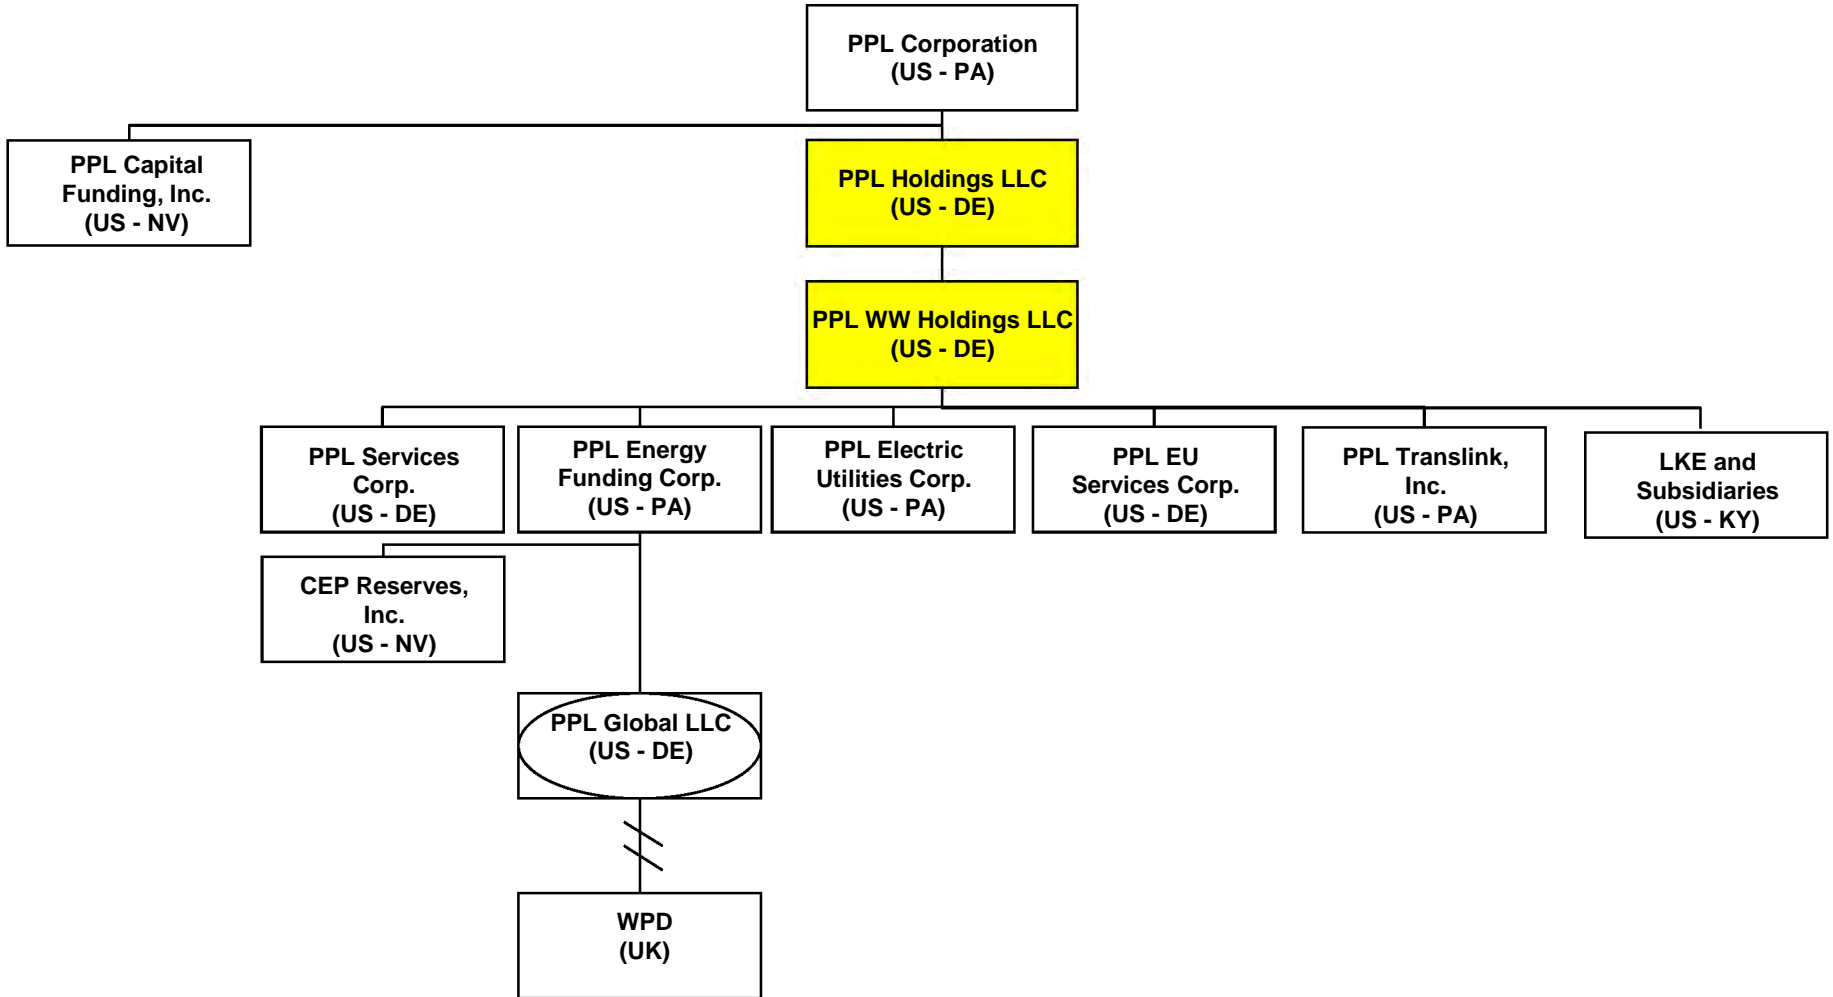 PPL Corporation
(US - PA)
PPL Capital
Funding, Inc.
(US - NV)
PPL Holdings LLC
(US - DE)
PPL WW Holdings LLC
(US - DE)
PPL Services
Corp.
(US - DE)
PPL Energy
Funding Corp.
(US - PA)
PPL Electric
Utilities Corp.
(US - PA)
PPL EU
Services Corp.
(US - DE)
PPL Translink,
Inc.
(US - PA)
LKE and
Subsidiaries
(US - KY)
CEP Reserves,
Inc.
(US - NV)
PPL Global LLC
(US - DE)
WPD
(UK)